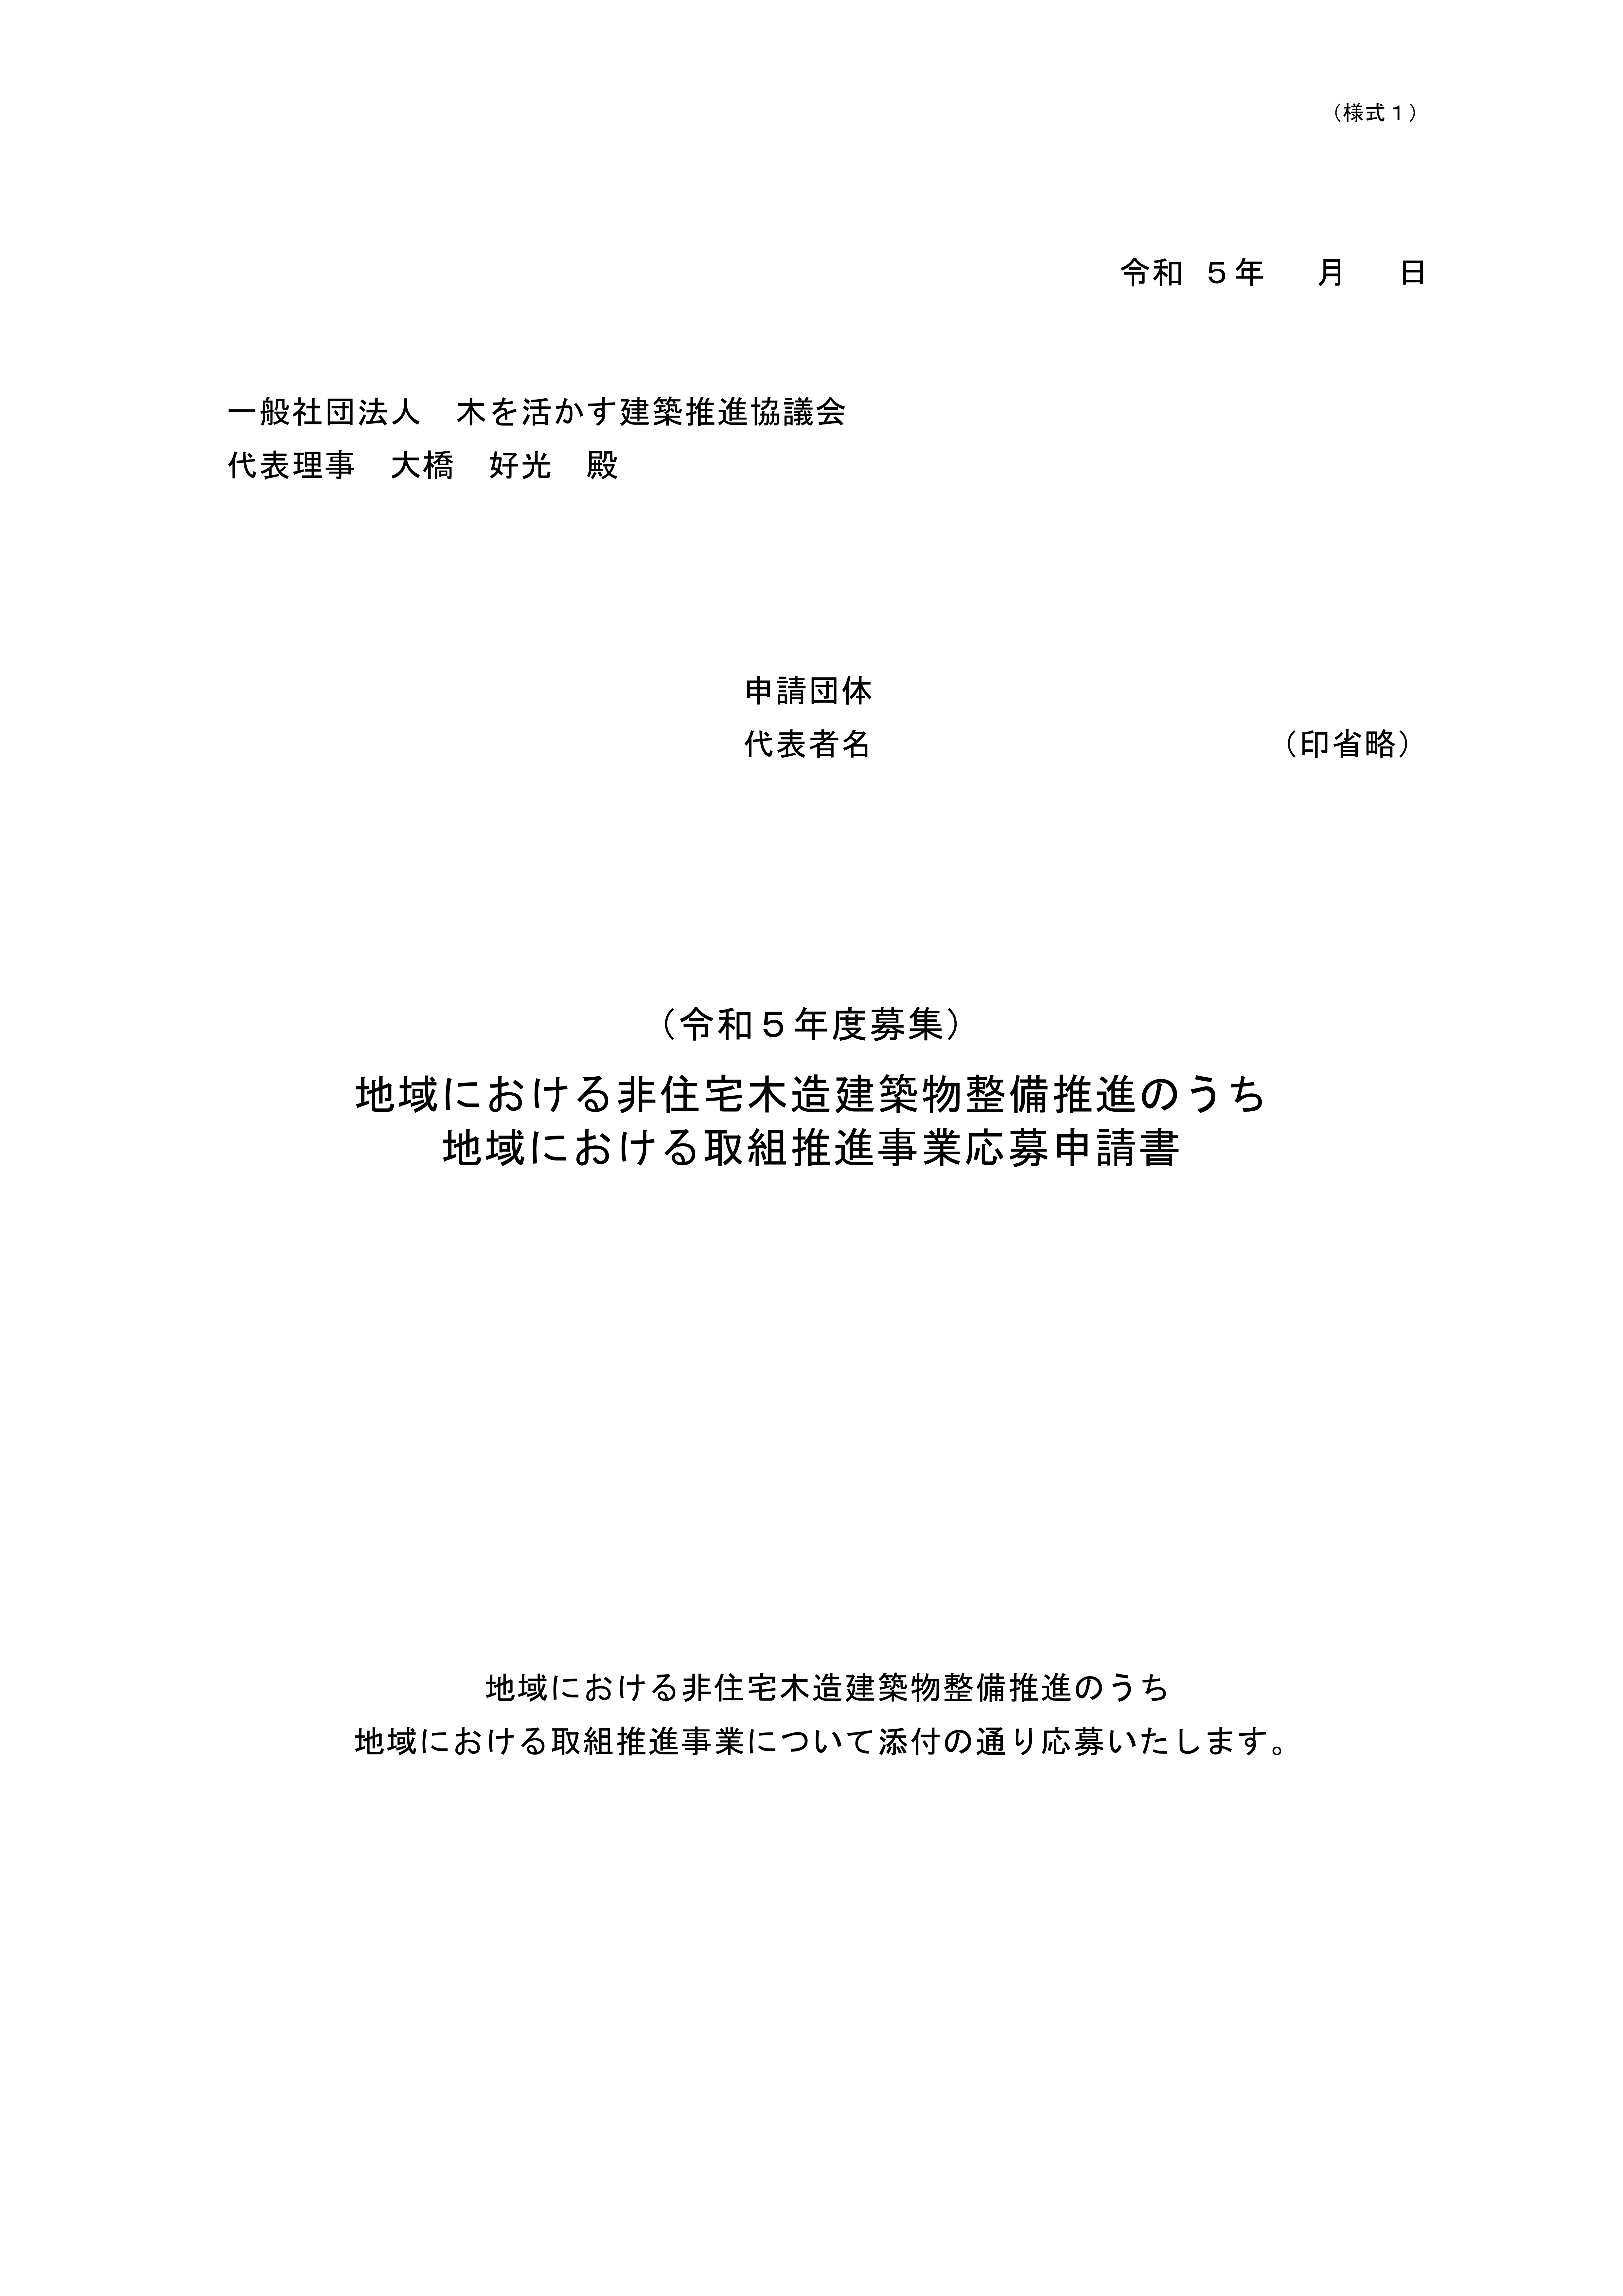 （様式１）
令和 ５年　月　日
一般社団法人　木を活かす建築推進協議会
代表理事　大橋　好光　殿
申請団体
代表者名　　　　　　　　　　　　（印省略）
（令和５年度募集）
地域における非住宅木造建築物整備推進のうち
地域における取組推進事業応募申請書
地域における非住宅木造建築物整備推進のうち
地域における取組推進事業について添付の通り応募いたします。